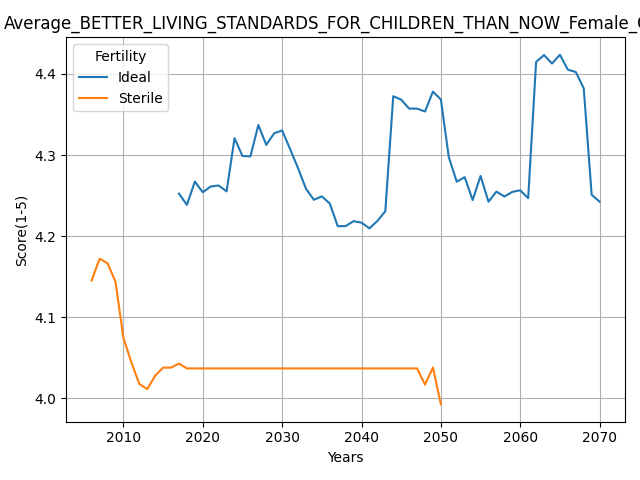 Average_BETTER_LIVING_STANDARDS_FOR_CHILDREN_THAN_NOW_Female_
Fertility
Ideal
Sterile
4.4
4.3
4.2
4.1
4.0
Score(1-5)
2010 2020 2030 2040 2050 2060 2070
Years